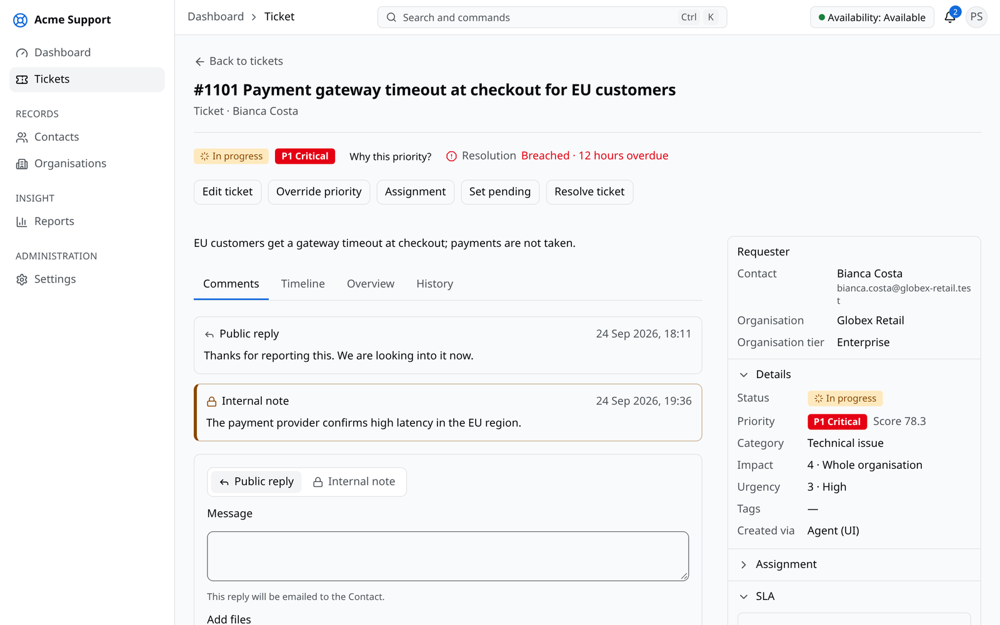 Acme Support
Dashboard
Tickets
RECORDS
Contacts
Organisations
INSIGHT
Reports
ADMINISTRATION
Settings
Dashboard > Ticket
Search and commands Ctrl K
Availability: Available
2
PS
Back to tickets
#1101 Payment gateway timeout at checkout for EU customers
Ticket · Bianca Costa
In progress P1 Critical Why this priority? Resolution Breached · 12 hours overdue
Edit ticket Override priority Assignment Set pending Resolve ticket
EU customers get a gateway timeout at checkout; payments are not taken.
Comments Timeline Overview History
Public reply 24 Sep 2026, 18:11
Thanks for reporting this. We are looking into it now.
Internal note 24 Sep 2026, 19:36
The payment provider confirms high latency in the EU region.
Public reply Internal note
Message
This reply will be emailed to the Contact.
Add files
Requester
Contact Bianca Costa
bianca.costa@globex-retail.tes
t
Organisation Globex Retail
Organisation tier Enterprise
Details
Status In progress
Priority P1 Critical Score 78.3
Category Technical issue
Impact 4 · Whole organisation
Urgency 3 · High
Tags —
Created via Agent (UI)
Assignment
SLA